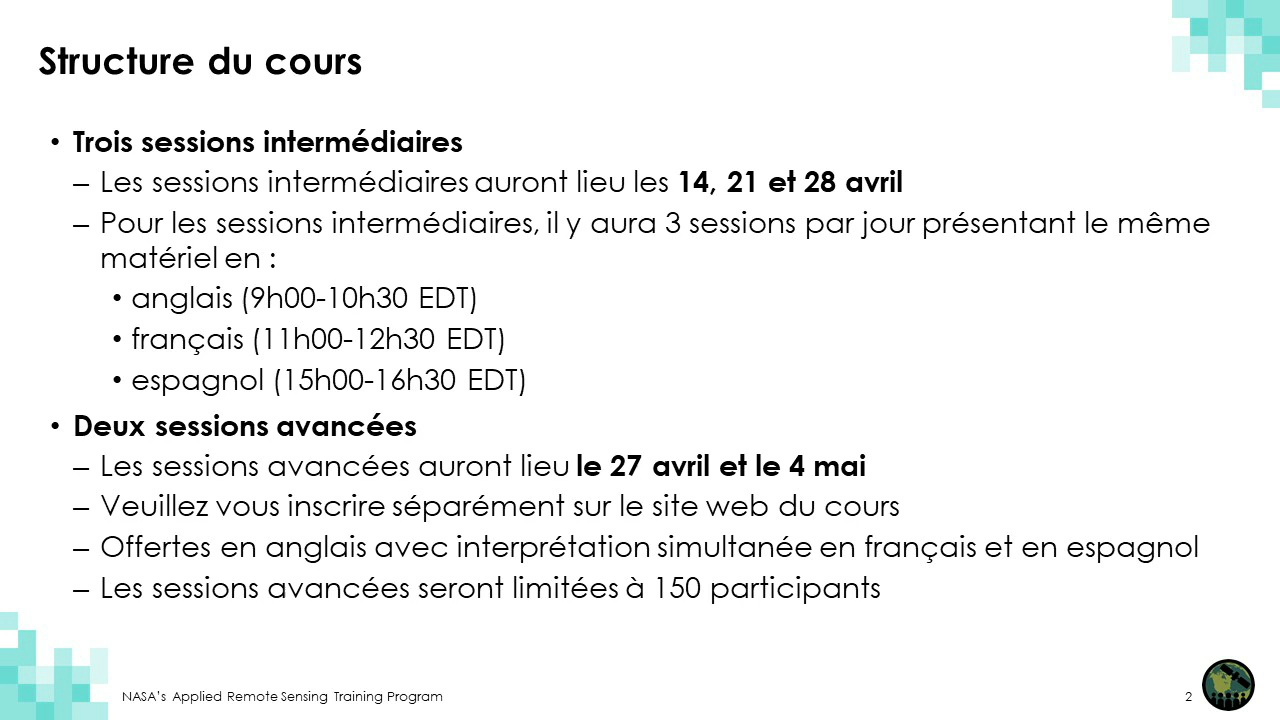 Structure du cours
• Trois sessions intermédiaires
– Les sessions intermédiaires auront lieu les 14, 21 et 28 avril
– Pour les sessions intermédiaires, il y aura 3 sessions par jour présentant le même
matériel en :
• anglais (9h00-10h30 EDT)
• français (11h00-12h30 EDT)
• espagnol (15h00-16h30 EDT)
• Deux sessions avancées
– Les sessions avancées auront lieu le 27 avril et le 4 mai
– Veuillez vous inscrire séparément sur le site web du cours
– Offertes en anglais avec interprétation simultanée en français et en espagnol
– Les sessions avancées seront limitées à 150 participants
NASA's Applied Remote Sensing Training Program
2